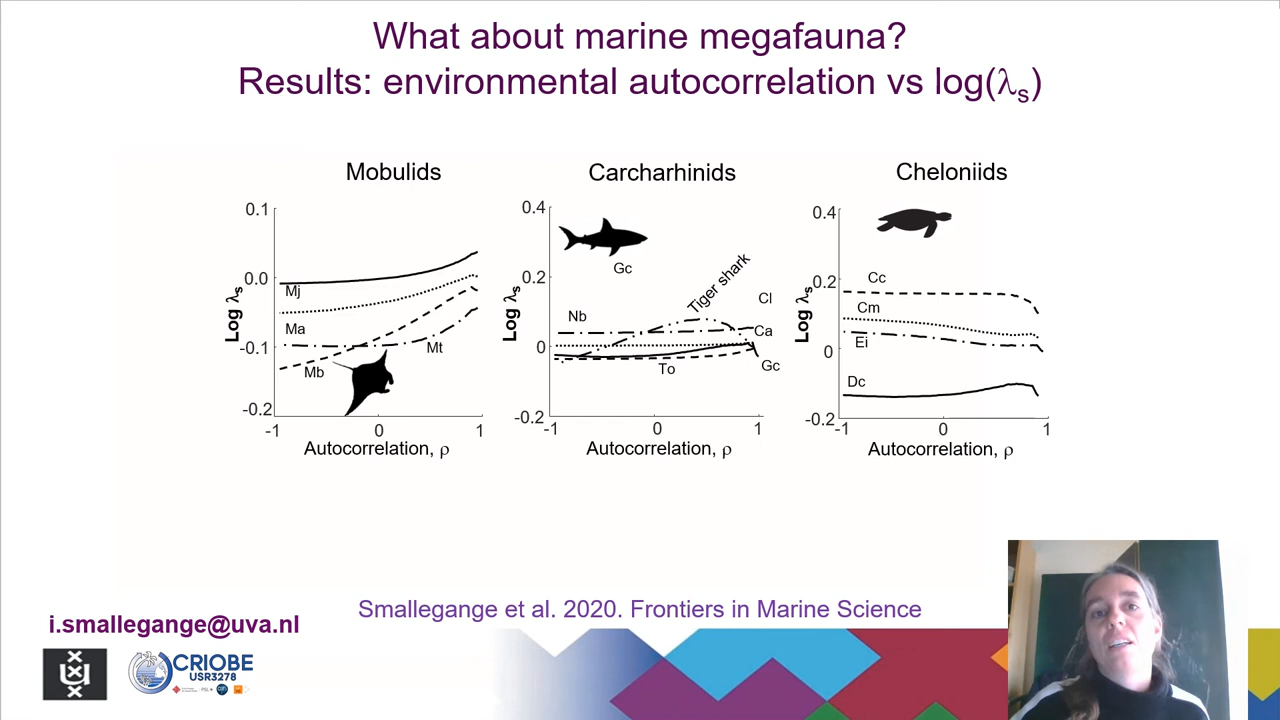 What about marine megafauna?
Results: environmental autocorrelation vs log(λs)
Mobulids
0.1
0.0
-0.1
-0.2
Log λs
Mj
Ma
Mb
Mt
-1
0
1
Autocorrelation, ρ
Carcharhinids
0.4
0.2
0
-0.2
Log λs
Gc
Tiger shark
Nb
Cl
Ca
To
Gc
-1
0
1
Autocorrelation, ρ
Cheloniids
0.4
0.2
0
-0.2
Log λs
Cc
Cm
Ei
Dc
-1
0
1
Autocorrelation, ρ
Smallegange et al. 2020. Frontiers in Marine Science
i.smallegange@uva.nl
CRIOBE
USR3278